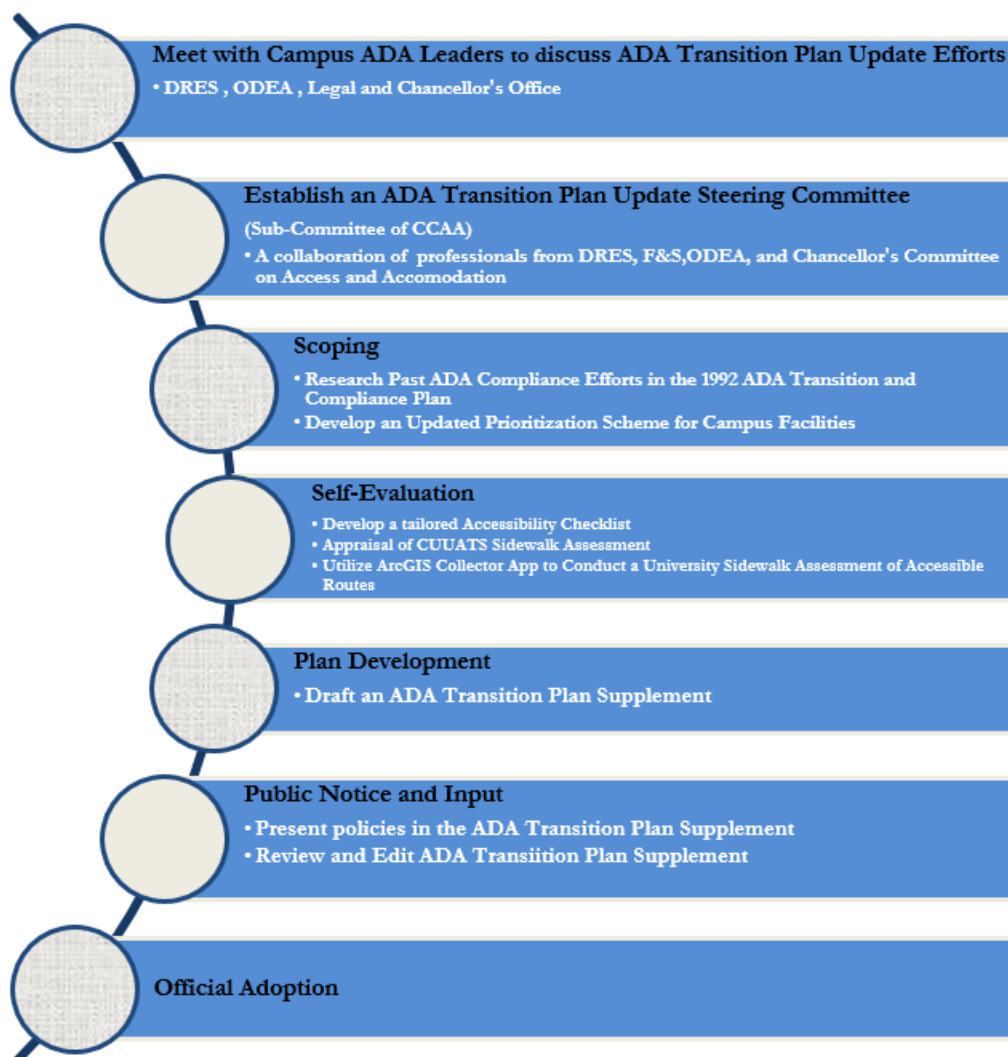 Meet with Campus ADA Leaders to discuss ADA Transition Plan Update Efforts
• DRES , ODEA , Legal and Chancellor's Office
Establish an ADA Transition Plan Update Steering Committee
(Sub-Committee of CCAA)
• A collaboration of professionals from DRES, F&S,ODEA, and Chancellor's Committee
on Access and Accomodation
Scoping
• Research Past ADA Compliance Efforts in the 1992 ADA Transition and
Compliance Plan
• Develop an Updated Prioritization Scheme for Campus Facilities
Self-Evaluation
• Develop a tailored Accessibility Checklist
• Appraisal of CUUATS Sidewalk Assessment
• Utilize ArcGIS Collector App to Conduct a University Sidewalk Assessment of Accessible
Routes
Plan Development
• Draft an ADA Transition Plan Supplement
Public Notice and Input
• Present policies in the ADA Transition Plan Supplement
• Review and Edit ADA Transiition Plan Supplement
Official Adoption